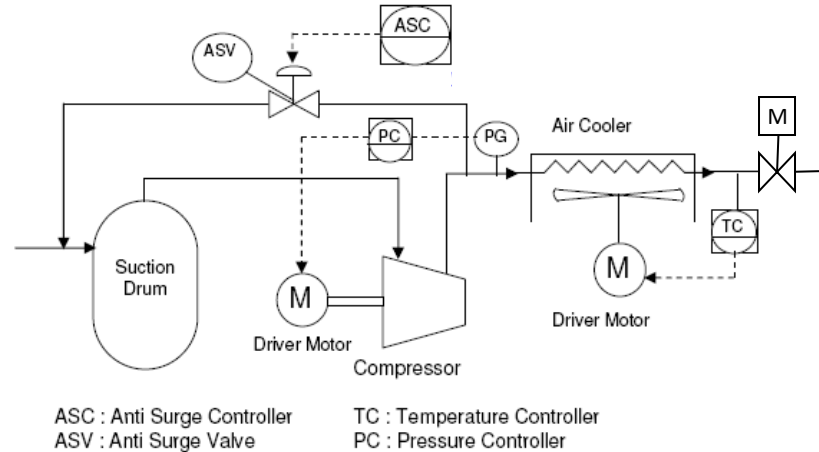 ASC
ASV
M
PC
PG
Air Cooler
TC
Suction
Drum
M
M
Driver Motor
Driver Motor
Compressor
ASC : Anti Surge Controller
TC : Temperature Controller
ASV : Anti Surge Valve
PC : Pressure Controller